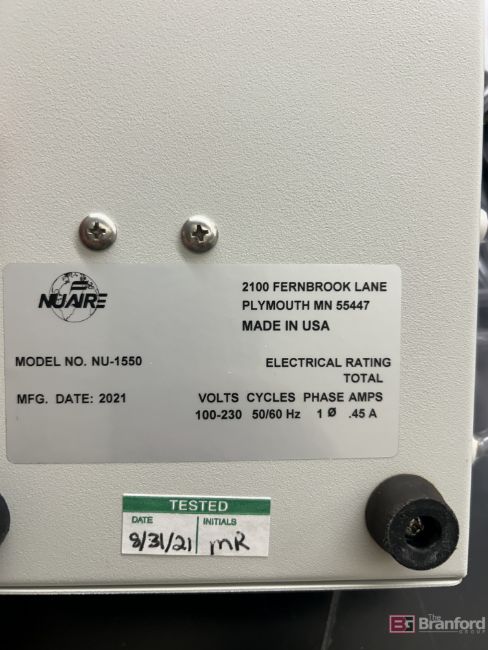 NUAIRE
2100 FERNBROOK LANE
PLYMOUTH MN 55447
MADE IN USA
MODEL NO. NU-1550
ELECTRICAL RATING
TOTAL
MFG. DATE: 2021
VOLTS CYCLES PHASE AMPS
100-230 50/60 Hz 1 Ø .45 A
TESTED
DATE INITIALS
8/31/21 MR
BG The Branford GROUP